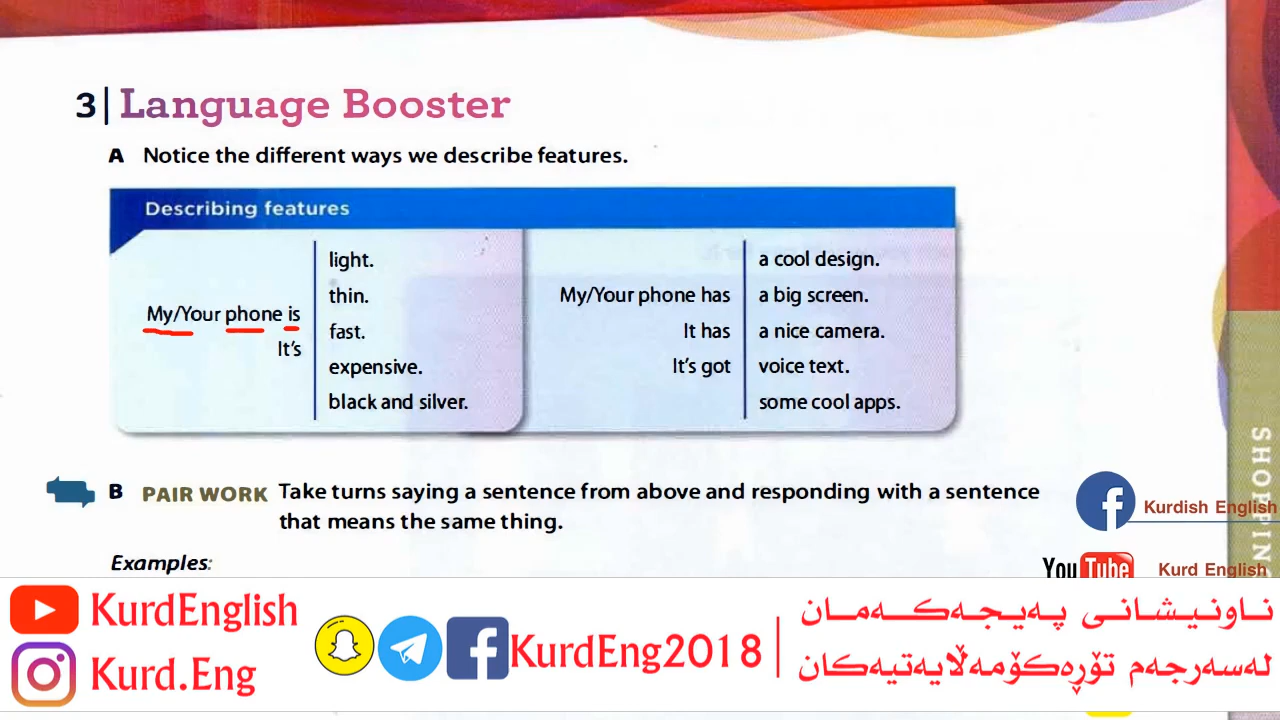 3 | Language Booster
A Notice the different ways we describe features.
Describing features
My/Your phone is
It's
light.
thin.
fast.
expensive.
black and silver.
My/Your phone has
It has
It's got
a cool design.
a big screen.
a nice camera.
voice text.
some cool apps.
B PAIR WORK Take turns saying a sentence from above and responding with a sentence
that means the same thing.
Examples:
SHOPPING
Kurdish English
YouTube Kurd English
KurdEnglish
Kurd.Eng
KurdEng2018
ناونیشانی پەیجەکەمان
لەسەرجەم تۆڕەکۆمەڵایەتیەکان